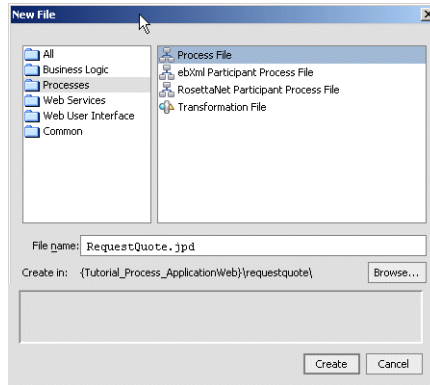 New File
All
Business Logic
Processes
Web Services
Web User Interface
Common
Process File
ebXml Participant Process File
RosettaNet Participant Process File
Transformation File
File name: RequestQuote.jpd
Create in: {Tutorial_Process_ApplicationWeb}\requestquote\ Browse...
Create Cancel